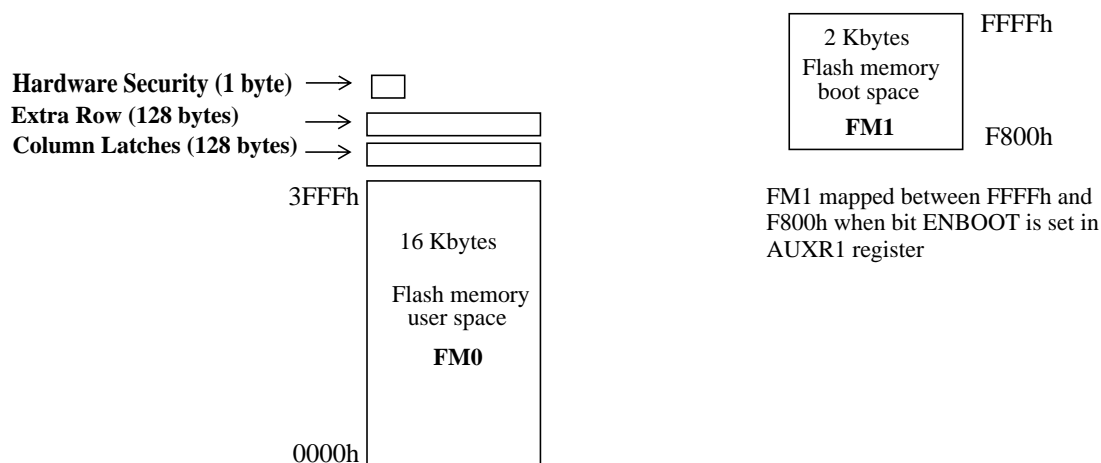 Hardware Security (1 byte)
Extra Row (128 bytes)
Column Latches (128 bytes)
3FFFh
16 Kbytes
Flash memory
user space
FM0
0000h
2 Kbytes
Flash memory
boot space
FM1
FFFFh
F800h
FM1 mapped between FFFFh and
F800h when bit ENBOOT is set in
AUXR1 register